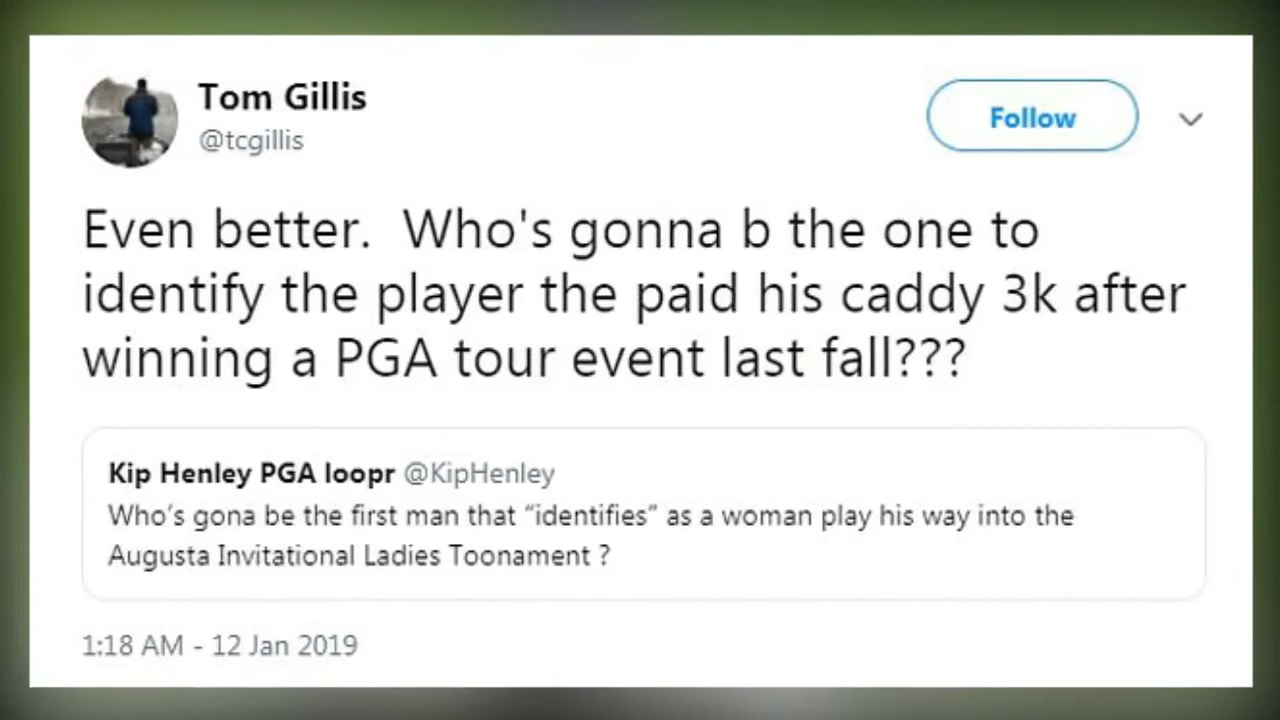 Tom Gillis
@tcgillis
Follow
Even better.  Who's gonna b the one to
identify the player the paid his caddy 3k after
winning a PGA tour event last fall???
Kip Henley PGA loopr @KipHenley
Who’s gona be the first man that “identifies” as a woman play his way into the
Augusta Invitational Ladies Toonament ?
1:18 AM - 12 Jan 2019